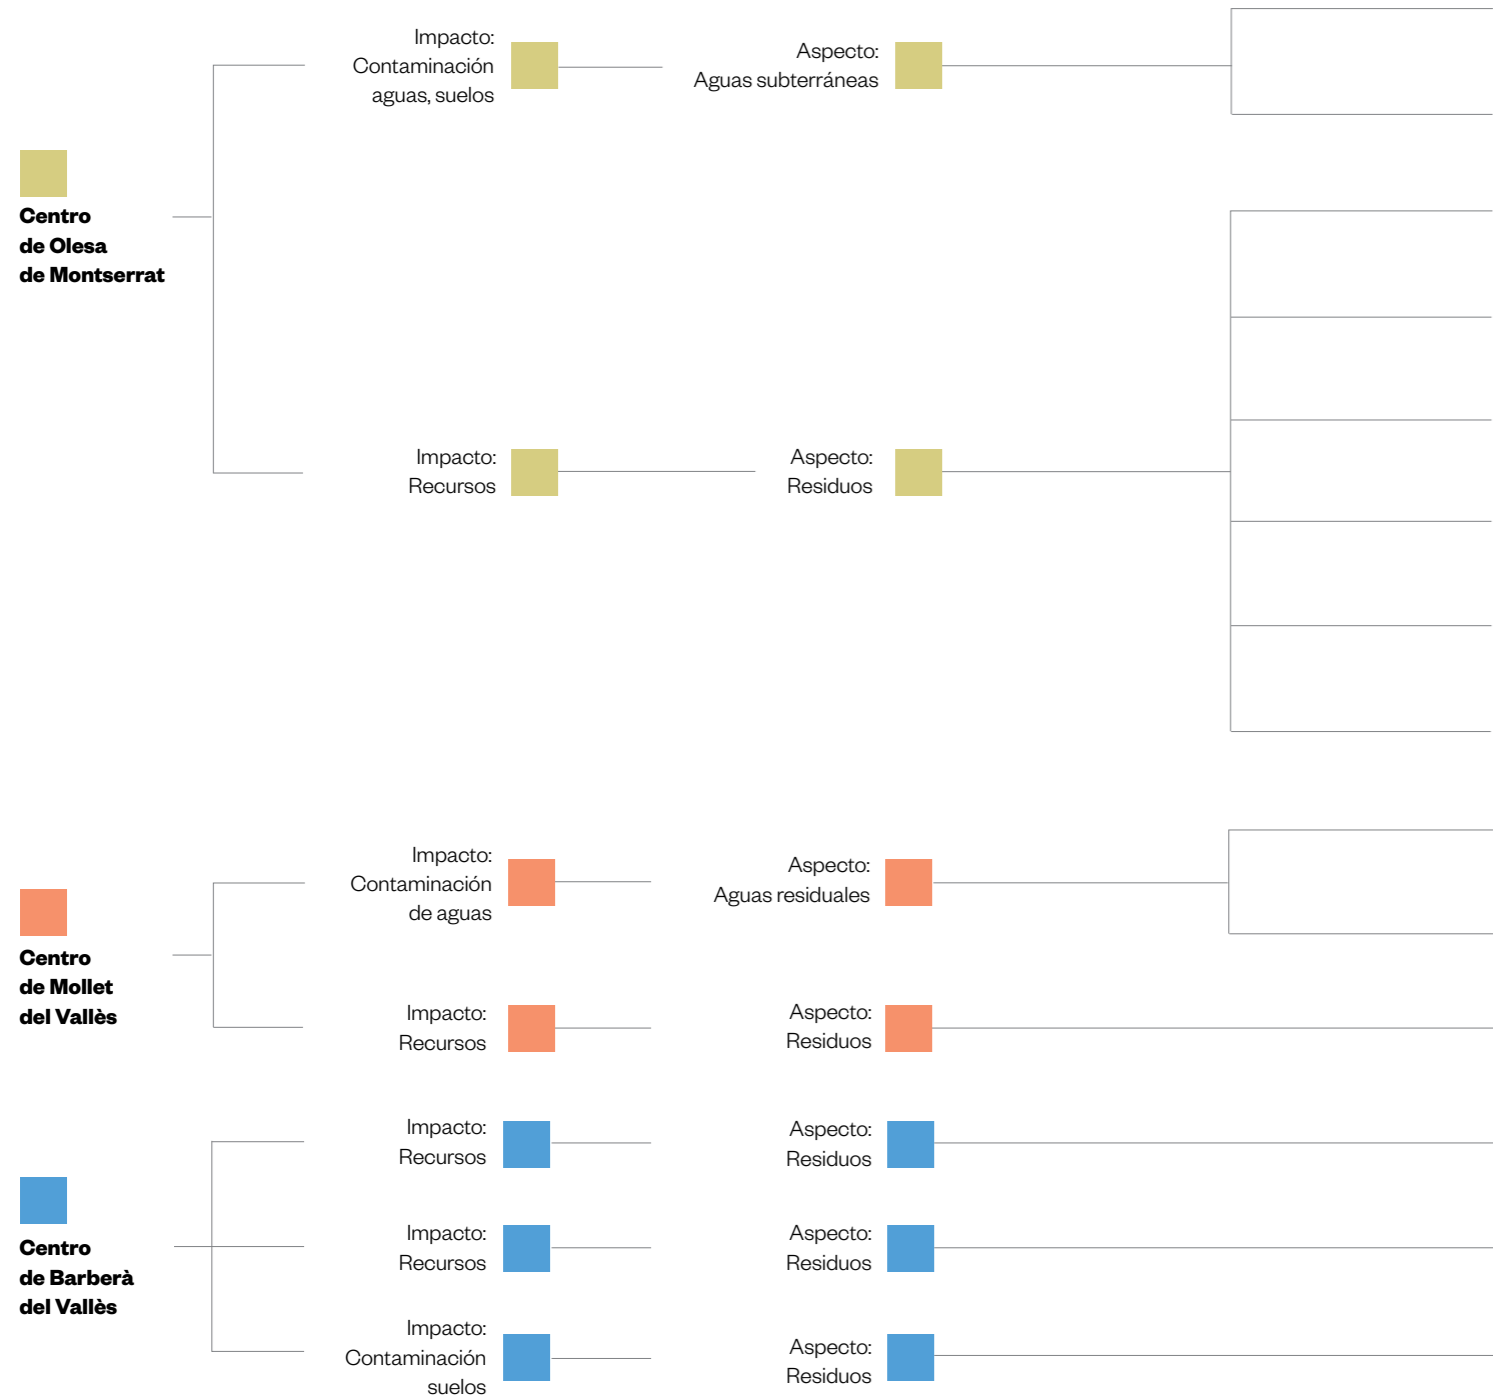 Centro
de Olesa
de Montserrat
Impacto:
Contaminación
aguas, suelos
Aspecto:
Aguas subterráneas
Impacto:
Recursos
Aspecto:
Residuos
Centro
de Mollet
del Vallès
Impacto:
Contaminación
de aguas
Aspecto:
Aguas residuales
Impacto:
Recursos
Aspecto:
Residuos
Centro
de Barberà
del Vallès
Impacto:
Recursos
Aspecto:
Residuos
Impacto:
Recursos
Aspecto:
Residuos
Impacto:
Contaminación
suelos
Aspecto:
Residuos